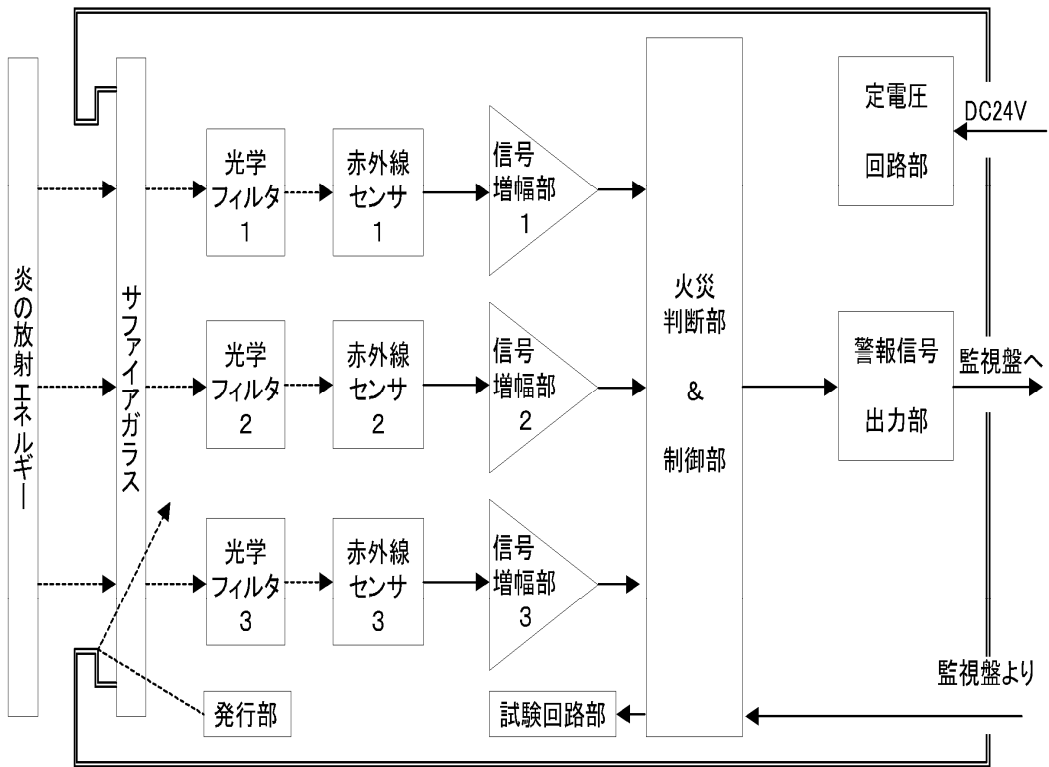 炎の放射エネルギー
サファイアガラス
光学
フィルタ
1
赤外線
センサ
1
信号
増幅部
1
光学
フィルタ
2
赤外線
センサ
2
信号
増幅部
2
光学
フィルタ
3
赤外線
センサ
3
信号
増幅部
3
発行部
試験回路部
火災
判断部
&
制御部
定電圧
回路部
DC24V
警報信号
出力部
監視盤へ
監視盤より